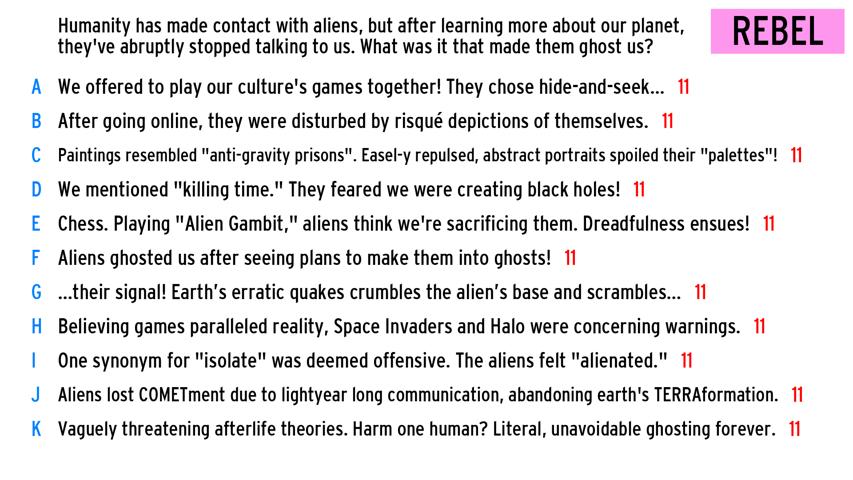 Humanity has made contact with aliens, but after learning more about our planet,
they've abruptly stopped talking to us. What was it that made them ghost us?
REBEL
A We offered to play our culture's games together! They chose hide-and-seek... 11
B After going online, they were disturbed by risqué depictions of themselves. 11
C Paintings resembled "anti-gravity prisons". Easel-y repulsed, abstract portraits spoiled their "palettes"! 11
D We mentioned "killing time." They feared we were creating black holes! 11
E Chess. Playing "Alien Gambit," aliens think we're sacrificing them. Dreadfulness ensues! 11
F Aliens ghosted us after seeing plans to make them into ghosts! 11
G ...their signal! Earth’s erratic quakes crumbles the alien’s base and scrambles... 11
H Believing games paralleled reality, Space Invaders and Halo were concerning warnings. 11
I One synonym for "isolate" was deemed offensive. The aliens felt "alienated." 11
J Aliens lost COMETment due to lightyear long communication, abandoning earth's TERRAformation. 11
K Vaguely threatening afterlife theories. Harm one human? Literal, unavoidable ghosting forever. 11